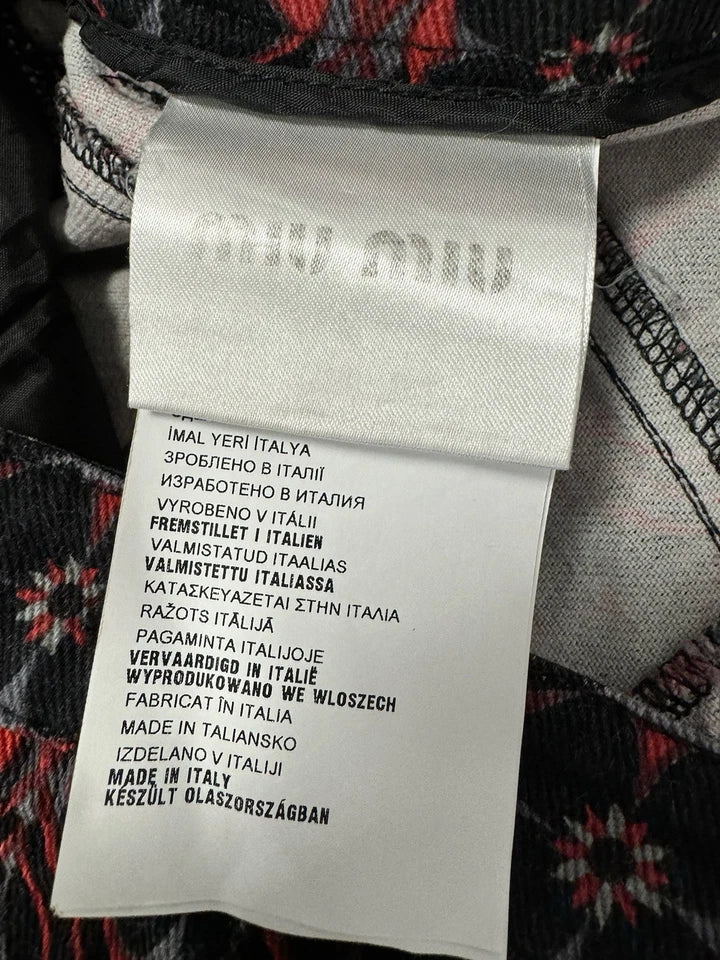 miu miu
İMAL YERİ İTALYA
ЗРОБЛЕНО В ІТАЛІЇ
ИЗРАБОТЕНО В ИТАЛИЯ
VYROBENO V ITÁLII
FREMSTILLET I ITALIEN
VALMISTATUD ITAALIAS
VALMISTETTU ITALIASSA
ΚΑΤΑΣΚΕΥΑΖΕΤΑΙ ΣΤΗΝ ΙΤΑΛΙΑ
RAŽOTS ITĀLIJĀ
PAGAMINTA ITALIJOJE
VERVAARDIGD IN ITALIË
WYPRODUKOWANO WE WLOSZECH
FABRICAT ÎN ITALIA
MADE IN TALIANSKO
IZDELANO V ITALIJI
MADE IN ITALY
KÉSZÜLT OLASZORSZÁGBAN